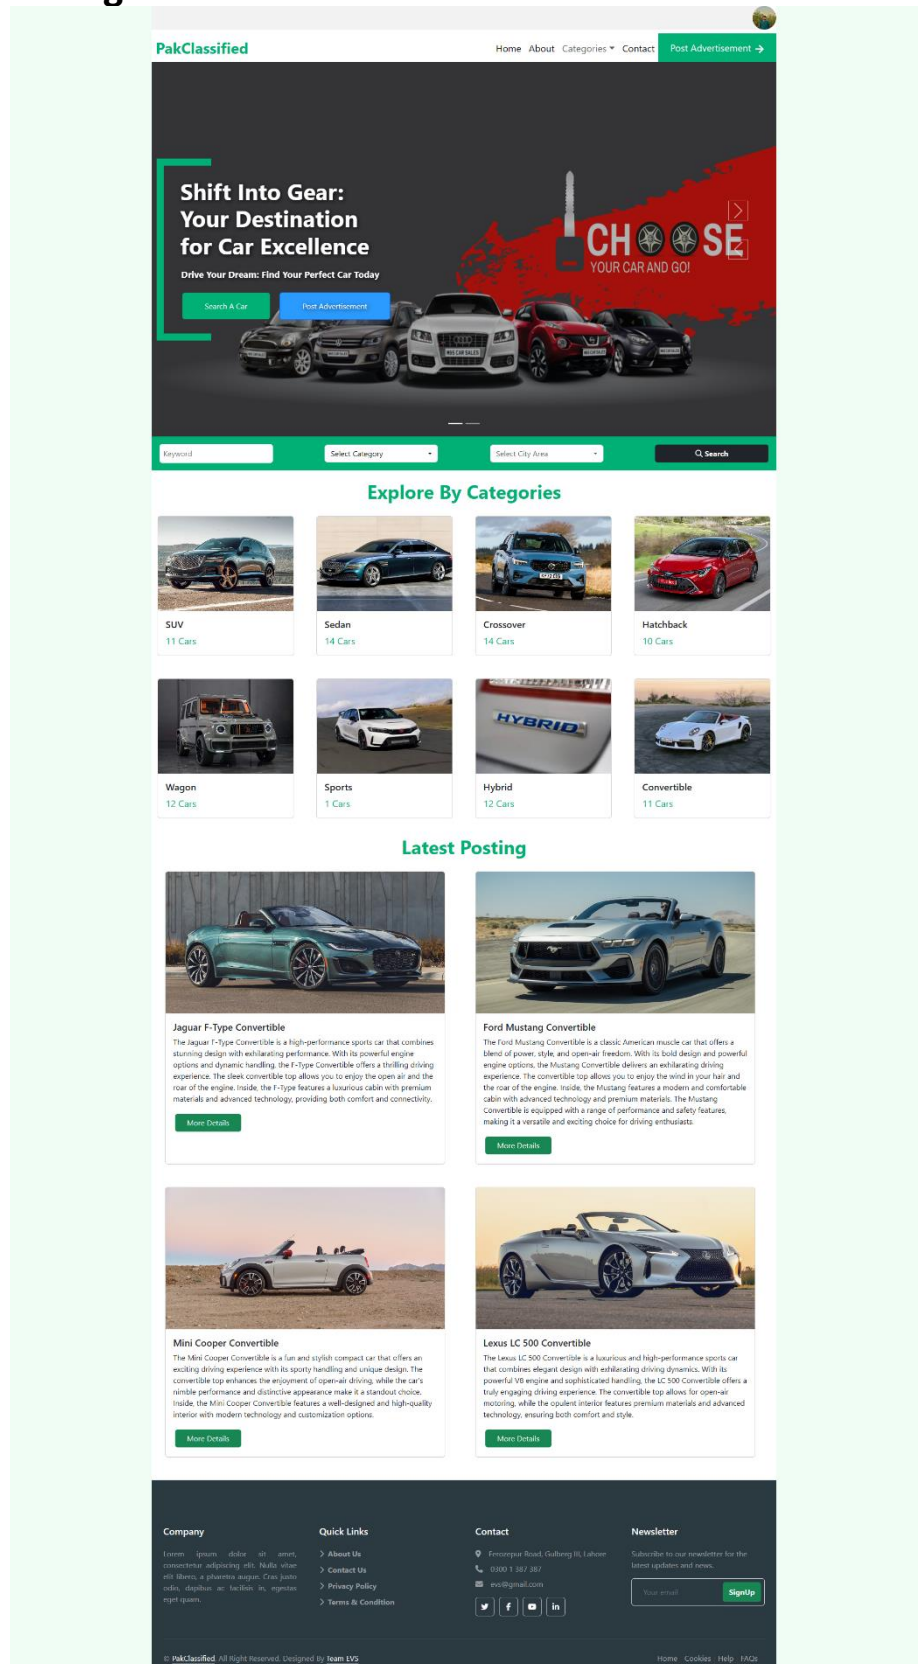 PakClassified
Home About Categories Contact Post Advertisement →
Shift Into Gear:
Your Destination
for Car Excellence
Drive Your Dream: Find Your Perfect Car Today
Search A Car Post Advertisement
CHOOSE
YOUR CAR AND GO!
Keyword Select Category Select City Area Search
Explore By Categories
SUV
11 Cars
Sedan
14 Cars
Crossover
14 Cars
Hatchback
10 Cars
HYBRID
Wagon
12 Cars
Sports
1 Cars
Hybrid
12 Cars
Convertible
11 Cars
Latest Posting
Jaguar F-Type Convertible
The Jaguar F-Type Convertible is a high-performance sports car that combines
stunning design with exhilarating performance. With its powerful engine
options and dynamic handling, the F-Type Convertible offers a thrilling driving
experience. The sleek convertible top allows you to enjoy the open air and the
roar of the engine. Inside, the F-Type features a luxurious cabin with premium
materials and advanced technology, providing both comfort and connectivity.
More Details
Ford Mustang Convertible
The Ford Mustang Convertible is a classic American muscle car that offers a
blend of power, style, and open-air freedom. With its bold design and powerful
engine options, the Mustang Convertible delivers an exhilarating driving
experience. The convertible top allows you to enjoy the wind in your hair and
the roar of the engine. Inside, the Mustang features a modern and comfortable
cabin with advanced technology and premium materials. The Mustang
Convertible is equipped with a range of performance and safety features,
making it a versatile and exciting choice for driving enthusiasts.
More Details
Mini Cooper Convertible
The Mini Cooper Convertible is a fun and stylish compact car that offers an
exciting driving experience with its sporty handling and unique design. The
convertible top enhances the enjoyment of open-air driving, while the car's
nimble performance and distinctive appearance make it a standout choice.
Inside, the Mini Cooper Convertible features a well-designed and high-quality
interior with modern technology and customization options.
More Details
Lexus LC 500 Convertible
The Lexus LC 500 Convertible is a luxurious and high-performance sports car
that combines elegant design with exhilarating driving dynamics. With its
powerful V8 engine and sophisticated handling, the LC 500 Convertible offers a
truly engaging driving experience. The convertible top allows for open-air
motoring, while the opulent interior features premium materials and advanced
technology, ensuring both comfort and style.
More Details
Company
Lorem ipsum dolor sit amet,
consectetur adipiscing elit. Nulla vitae
elit libero, a pharetra augue. Cras justo
odio, dapibus ac facilisis in, egestas
eget quam.
Quick Links
> About Us
> Contact Us
> Privacy Policy
> Terms & Condition
Contact
Ferozepur Road, Gulberg III, Lahore
0300 1 387 387
evs@gmail.com
Newsletter
Subscribe to our newsletter for the
latest updates and news.
Your email SignUp
© PakClassified, All Right Reserved. Designed By Team EVS
Home Cookies Help FAQs